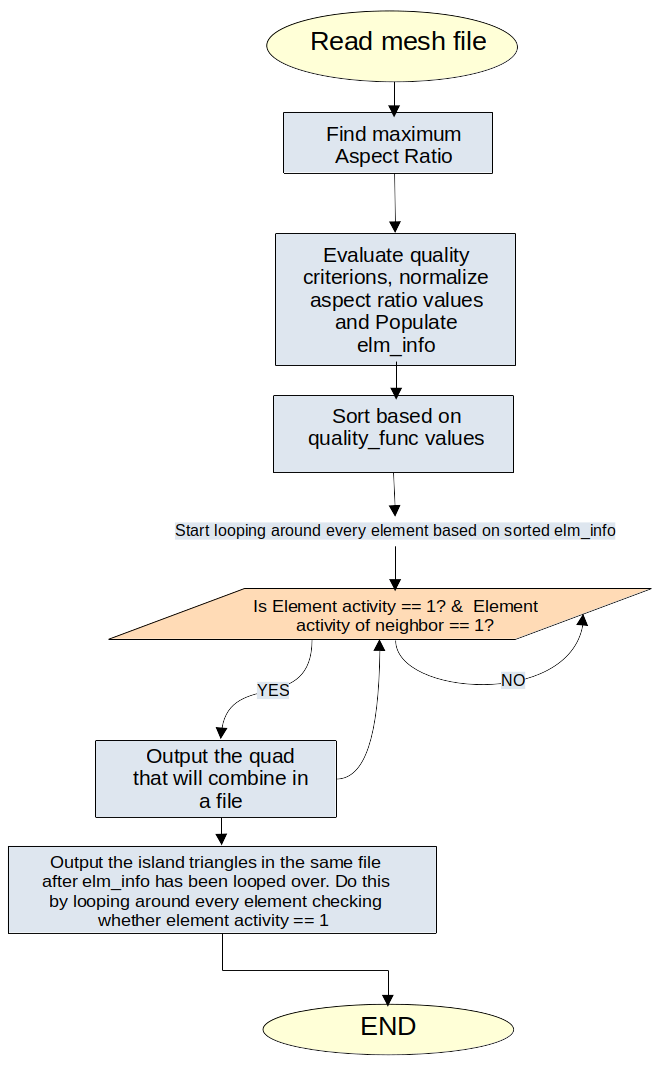 Read mesh file
Find maximum
Aspect Ratio
Evaluate quality
criterions, normalize
aspect ratio values
and Populate
elm_info
Sort based on
quality_func values
Start looping around every element based on sorted elm_info
Is Element activity == 1? & Element
activity of neighbor == 1?
YES
NO
Output the quad
that will combine in
a file
Output the island triangles in the same file
after elm_info has been looped over. Do this
by looping around every element checking
whether element activity == 1
END